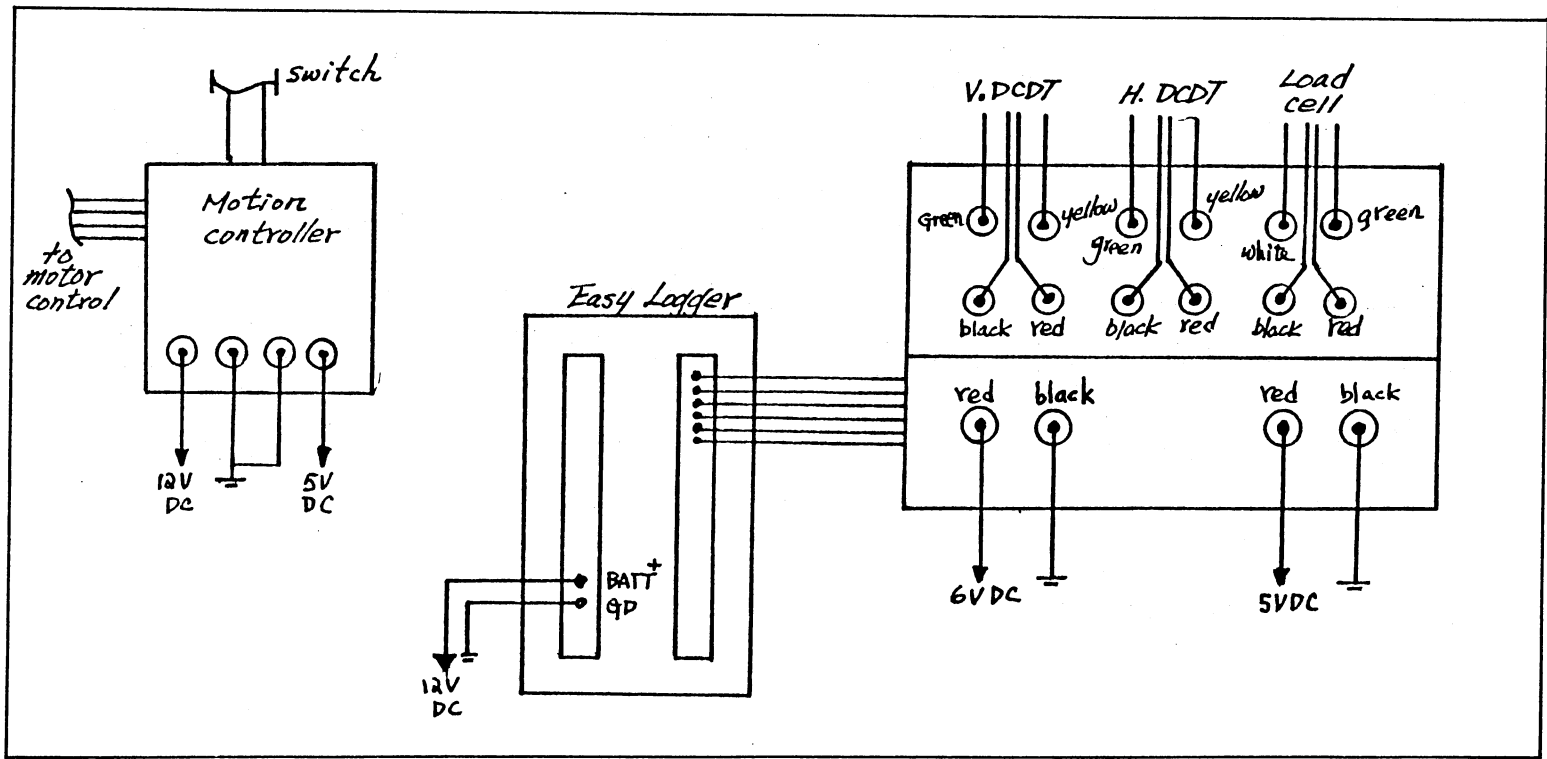 switch
Motion
controller
to
motor
control
12V
DC
5V
DC
Easy Logger
BATT+
GD
12V
DC
V.DCDT
H. DCDT
Load
cell
Green
yellow
green
yellow
white
green
black
red
black
red
black
red
red
black
red
black
6VDC
5VDC